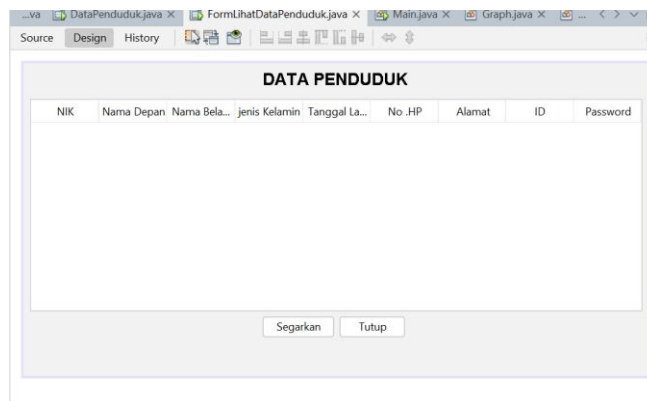 ...va DataPenduduk.java × FormLihatDataPenduduk.java × Main.java × Graph.java × ...
Source Design History
DATA PENDUDUK
NIK Nama Depan Nama Bela... jenis Kelamin Tanggal La... No .HP Alamat ID Password
Segarkan Tutup